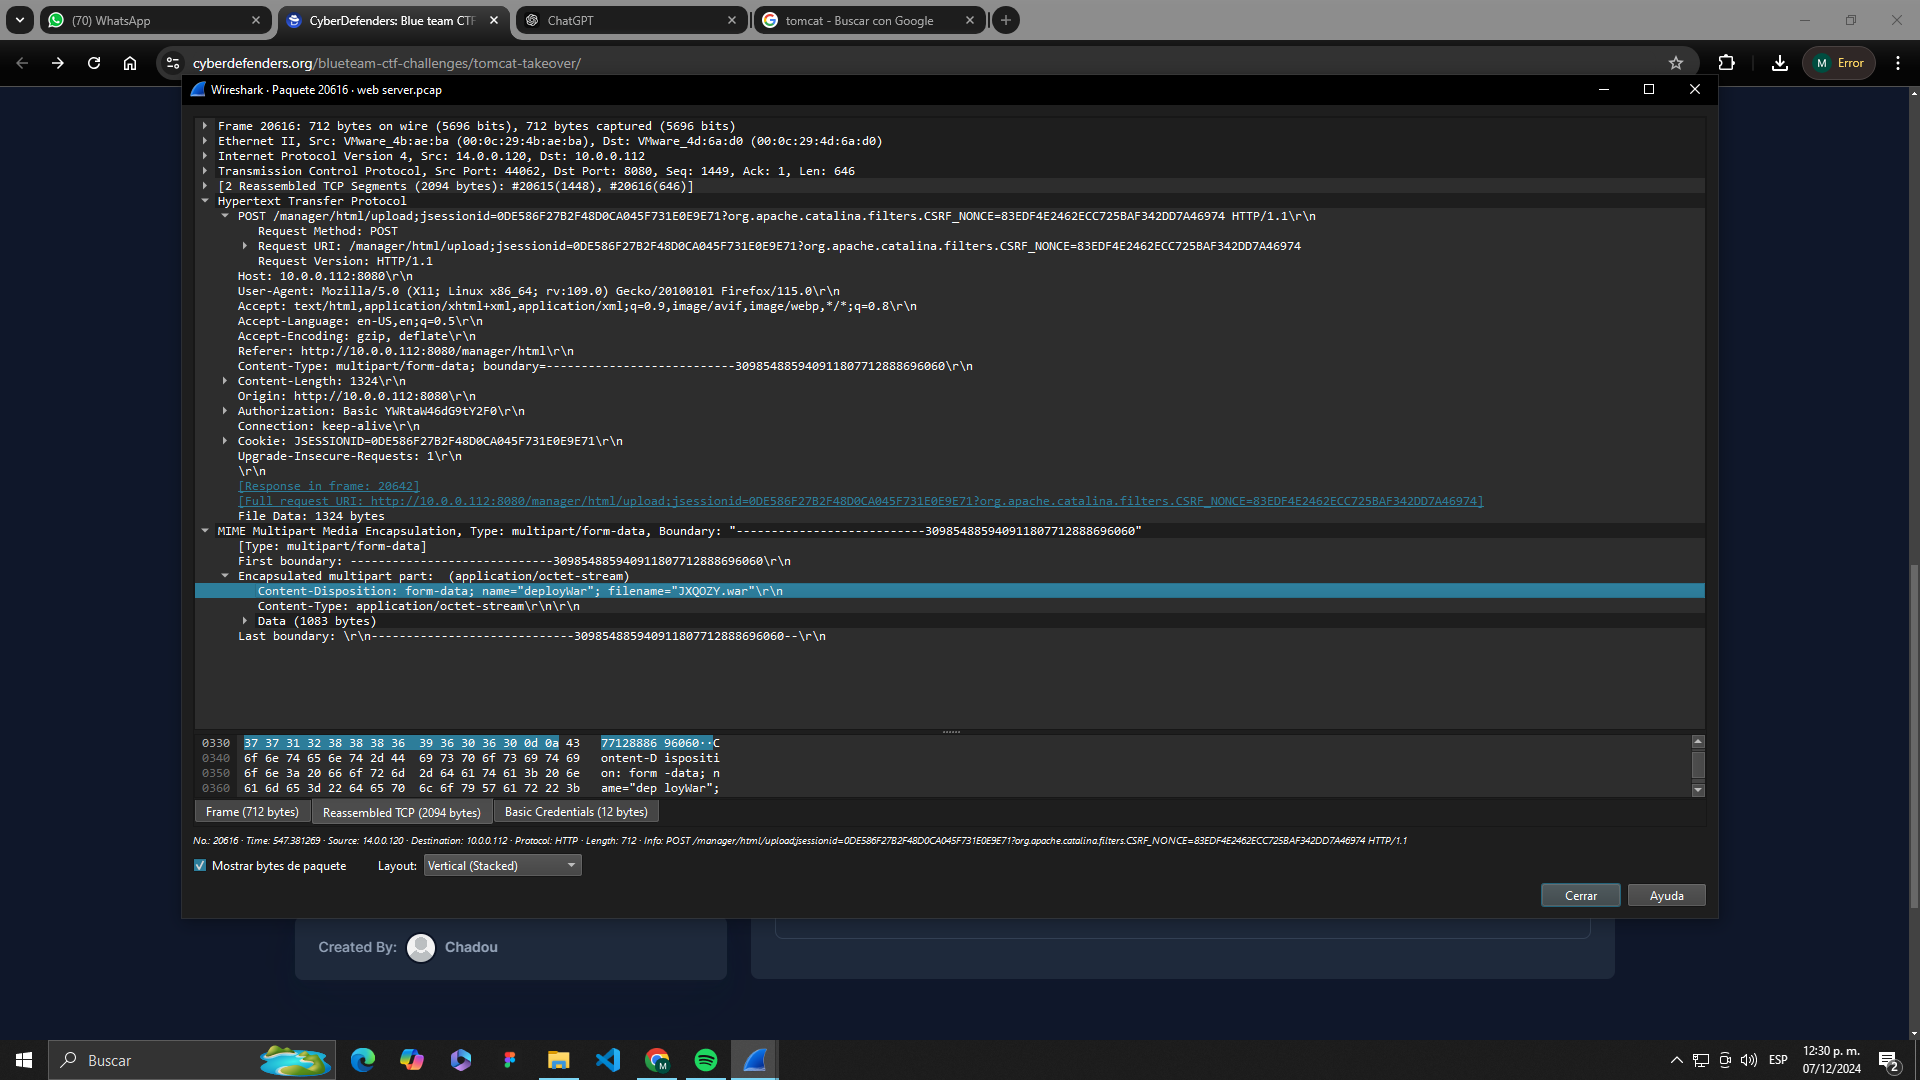 (70) WhatsApp
CyberDefenders: Blue team CTF
ChatGPT
tomcat - Buscar con Google
cyberdefenders.org/blueteam-ctf-challenges/tomcat-takeover/
M Error
Wireshark · Paquete 20616 · web server.pcap
Frame 20616: 712 bytes on wire (5696 bits), 712 bytes captured (5696 bits)
Ethernet II, Src: VMware_4b:ae:ba (00:0c:29:4b:ae:ba), Dst: VMware_4d:6a:d0 (00:0c:29:4d:6a:d0)
Internet Protocol Version 4, Src: 14.0.0.120, Dst: 10.0.0.112
Transmission Control Protocol, Src Port: 44062, Dst Port: 8080, Seq: 1449, Ack: 1, Len: 646
[2 Reassembled TCP Segments (2094 bytes): #20615(1448), #20616(646)]
Hypertext Transfer Protocol
POST /manager/html/upload;jsessionid=0DE586F27B2F48D0CA045F731E0E9E71?org.apache.catalina.filters.CSRF_NONCE=83EDF4E2462ECC725BAF342DD7A46974 HTTP/1.1\r\n
Request Method: POST
Request URI: /manager/html/upload;jsessionid=0DE586F27B2F48D0CA045F731E0E9E71?org.apache.catalina.filters.CSRF_NONCE=83EDF4E2462ECC725BAF342DD7A46974
Request Version: HTTP/1.1
Host: 10.0.0.112:8080\r\n
User-Agent: Mozilla/5.0 (X11; Linux x86_64; rv:109.0) Gecko/20100101 Firefox/115.0\r\n
Accept: text/html,application/xhtml+xml,application/xml;q=0.9,image/avif,image/webp,*/*;q=0.8\r\n
Accept-Language: en-US,en;q=0.5\r\n
Accept-Encoding: gzip, deflate\r\n
Referer: http://10.0.0.112:8080/manager/html\r\n
Content-Type: multipart/form-data; boundary=---------------------------309854885940911807712888696060\r\n
Content-Length: 1324\r\n
Origin: http://10.0.0.112:8080\r\n
Authorization: Basic YWRtaW46dG9tY2F0\r\n
Connection: keep-alive\r\n
Cookie: JSESSIONID=0DE586F27B2F48D0CA045F731E0E9E71\r\n
Upgrade-Insecure-Requests: 1\r\n
\r\n
[Response in frame: 20642]
[Full request URI: http://10.0.0.112:8080/manager/html/upload;jsessionid=0DE586F27B2F48D0CA045F731E0E9E71?org.apache.catalina.filters.CSRF_NONCE=83EDF4E2462ECC725BAF342DD7A46974]
File Data: 1324 bytes
MIME Multipart Media Encapsulation, Type: multipart/form-data, Boundary: "---------------------------309854885940911807712888696060"
[Type: multipart/form-data]
First boundary: -----------------------------309854885940911807712888696060\r\n
Encapsulated multipart part:  (application/octet-stream)
Content-Disposition: form-data; name="deployWar"; filename="JXQOZY.war"\r\n
Content-Type: application/octet-stream\r\n\r\n
Data (1083 bytes)
Last boundary: \r\n-----------------------------309854885940911807712888696060--\r\n
0330 37 37 31 32 38 38 38 36 39 36 30 36 30 0d 0a 43 77128886 96060··C
0340 6f 6e 74 65 6e 74 2d 44 69 73 70 6f 73 69 74 69 ontent-D ispositi
0350 6f 6e 3a 20 66 6f 72 6d 2d 64 61 74 61 3b 20 6e on: form -data; n
0360 61 6d 65 3d 22 64 65 70 6c 6f 79 57 61 72 22 3b ame="dep loyWar";
Frame (712 bytes)
Reassembled TCP (2094 bytes)
Basic Credentials (12 bytes)
No.: 20616 · Time: 547.381269 · Source: 14.0.0.120 · Destination: 10.0.0.112 · Protocol: HTTP · Length: 712 · Info: POST /manager/html/upload;jsessionid=0DE586F27B2F48D0CA045F731E0E9E71?org.apache.catalina.filters.CSRF_NONCE=83EDF4E2462ECC725BAF342DD7A46974 HTTP/1.1
Mostrar bytes de paquete
Layout: Vertical (Stacked)
Cerrar
Ayuda
Created By: Chadou
Buscar
M
ESP
12:30 p. m.
07/12/2024
2